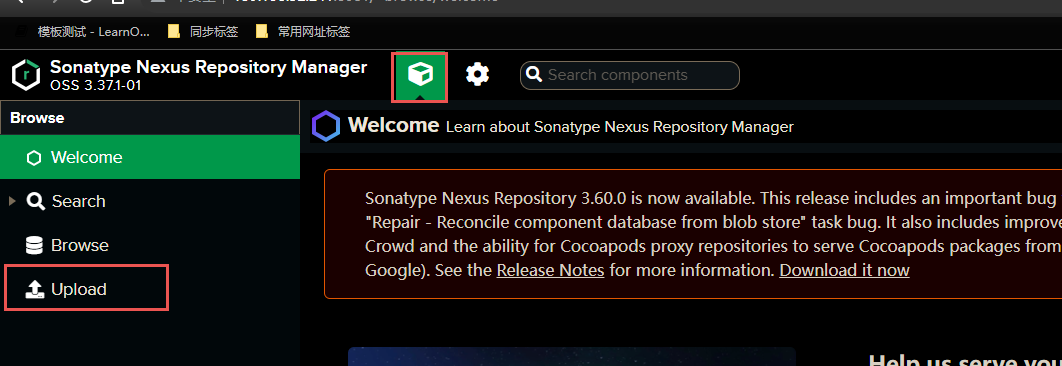 模板测试 - LearnO...
同步标签
常用网址标签
Sonatype Nexus Repository Manager
OSS 3.37.1-01
Search components
Browse
Welcome
Search
Browse
Upload
Welcome Learn about Sonatype Nexus Repository Manager
Sonatype Nexus Repository 3.60.0 is now available. This release includes an important bug
"Repair - Reconcile component database from blob store" task bug. It also includes improve
Crowd and the ability for Cocoapods proxy repositories to serve Cocoapods packages from
Google). See the Release Notes for more information. Download it now
Help us serve you